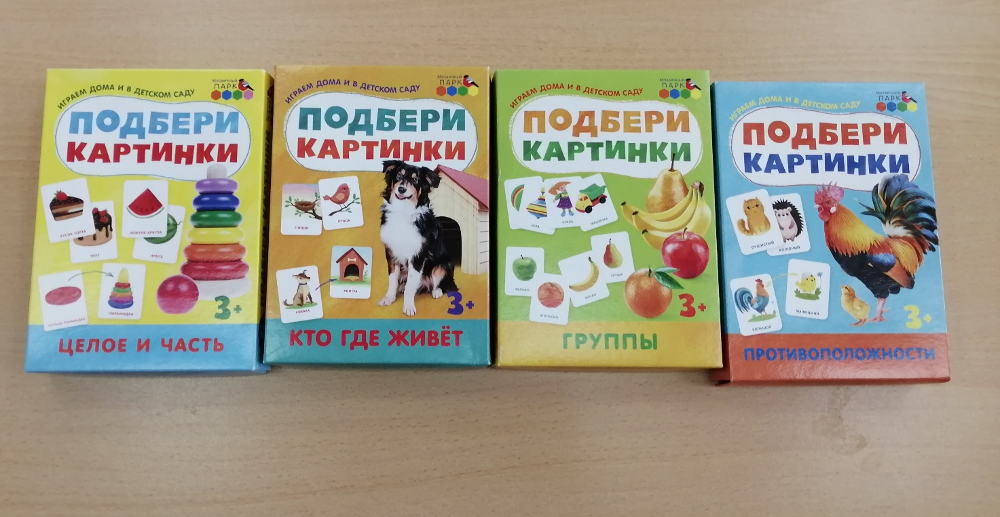 ИГРАЕМ ДОМА И В ДЕТСКОМ САДУ
МОЗАИЧНЫЙ
ПАРК
ПОДБЕРИ
КАРТИНКИ
КУСОК ТОРТА
ТОРТ
ЛОМТИК АРБУЗА
АРБУЗ
ПИРАМИДКА
3+
ЦЕЛОЕ И ЧАСТЬ
ИГРАЕМ ДОМА И В ДЕТСКОМ САДУ
МОЗАИЧНЫЙ
ПАРК
ПОДБЕРИ
КАРТИНКИ
ГНЕЗДО
ПТИЦА
СОБАКА
КОНУРА
3+
КТО ГДЕ ЖИВЁТ
ИГРАЕМ ДОМА И В ДЕТСКОМ САДУ
МОЗАИЧНЫЙ
ПАРК
ПОДБЕРИ
КАРТИНКИ
ЮЛА
КУКЛА
МАШИНКА
ЯБЛОКО
АПЕЛЬСИН
БАНАН
ГРУША
3+
ГРУППЫ
ИГРАЕМ ДОМА И В ДЕТСКОМ САДУ
МОЗАИЧНЫЙ
ПАРК
ПОДБЕРИ
КАРТИНКИ
ПУШИСТЫЙ
КОЛЮЧИЙ
БОЛЬШОЙ
МАЛЕНЬКИЙ
3+
ПРОТИВОПОЛОЖНОСТИ